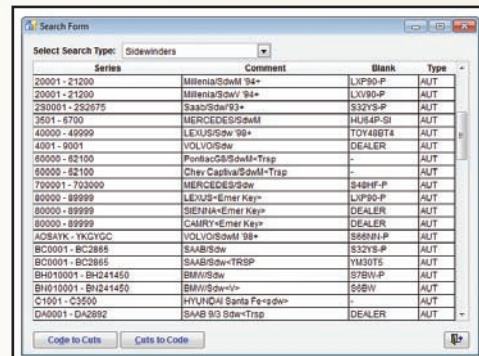 Search Form
Select Search Type: Sidewinders
Series Comment Blank Type
20001 - 21200 Millenia/SdwM '94+ LXP90-P AUT
20001 - 21200 Millenia/SdwV '94+ LXV90-P AUT
2S0001 - 2S2675 Saab/Sdw/'93+ S32YS-P AUT
3501 - 6700 MERCEDES/SdwM HU64P-SI AUT
40000 - 49999 LEXUS/Sdw '98+ TOY48BT4 AUT
4001 - 9001 VOLVO/Sdw DEALER AUT
60000 - 62100 PontiacG8/SdwM<Trsp - AUT
60000 - 62100 Chev Captiva/SdwM<Trsp - AUT
700001 - 703000 MERCEDES/Sdw S48HF-P AUT
80000 - 89999 LEXUS<Emer Key> LXP90-P AUT
80000 - 89999 SIENNA<Emer Key> DEALER AUT
80000 - 89999 CAMRY<Emer Key> DEALER AUT
AOSAYK - YKGYGC VOLVO/SdwM '98+ S66NN-P AUT
BC0001 - BC2865 SAAB/Sdw S32YS-P AUT
BC0001 - BC2865 SAAB/Sdw<TRSP YM30T5 AUT
BH010001 - BH241450 BMW/Sdw S7BW-P AUT
BN010001 - BN241450 BMW/Sdw<V> S6BW AUT
C1001 - C3500 HYUNDAI Santa Fe<sdw> - AUT
DA0001 - DA2892 SAAB 9/3 Sdw<Trsp DEALER AUT
Code to Cuts Cuts to Code